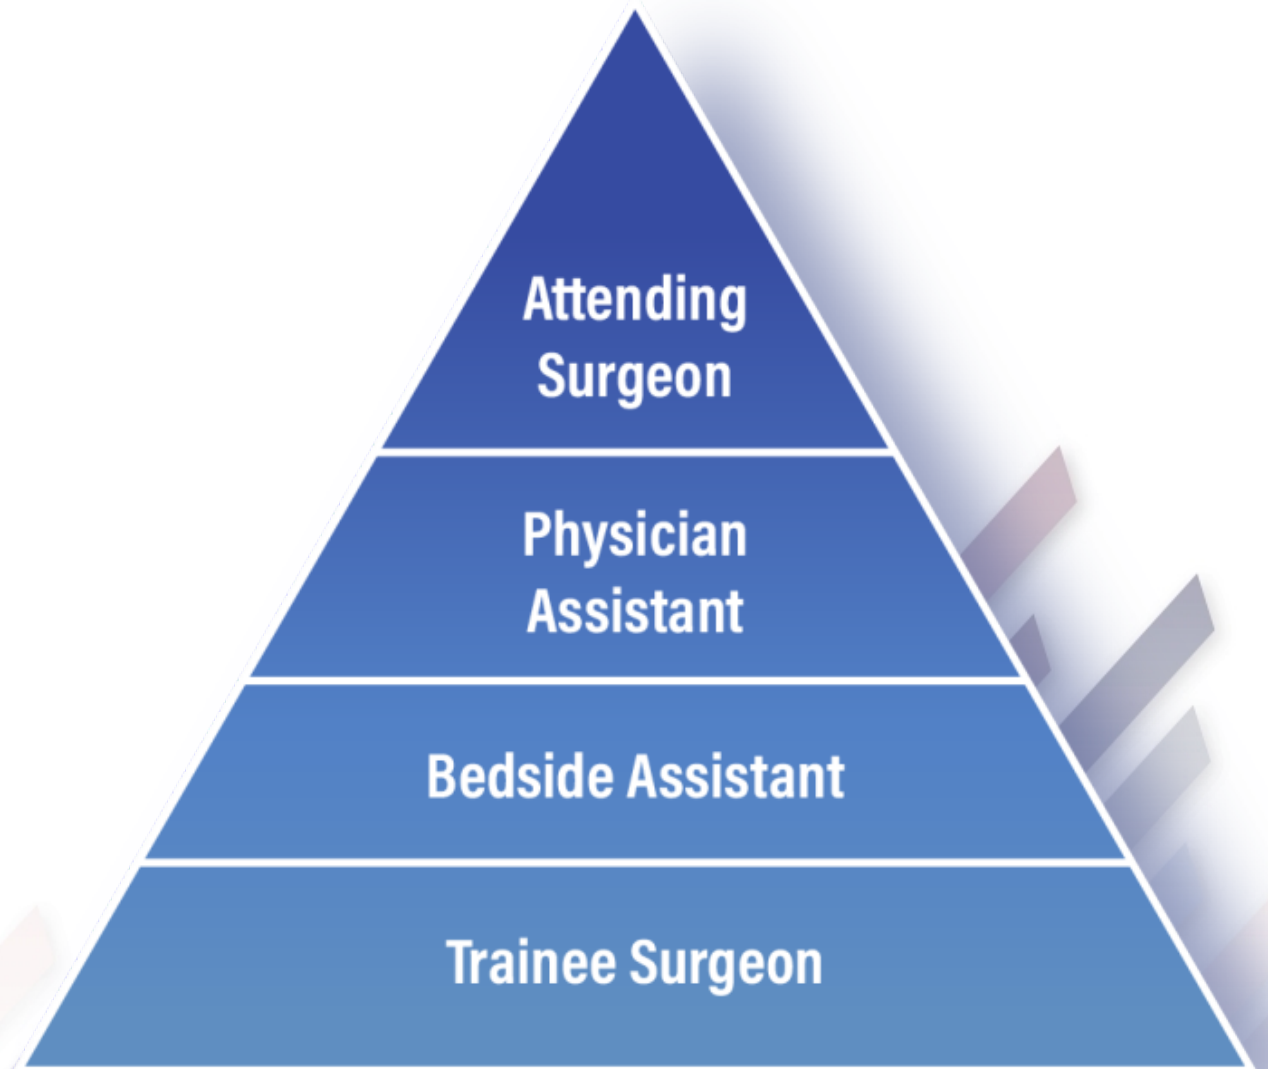 Attending
Surgeon
Physician
Assistant
Bedside Assistant
Trainee Surgeon